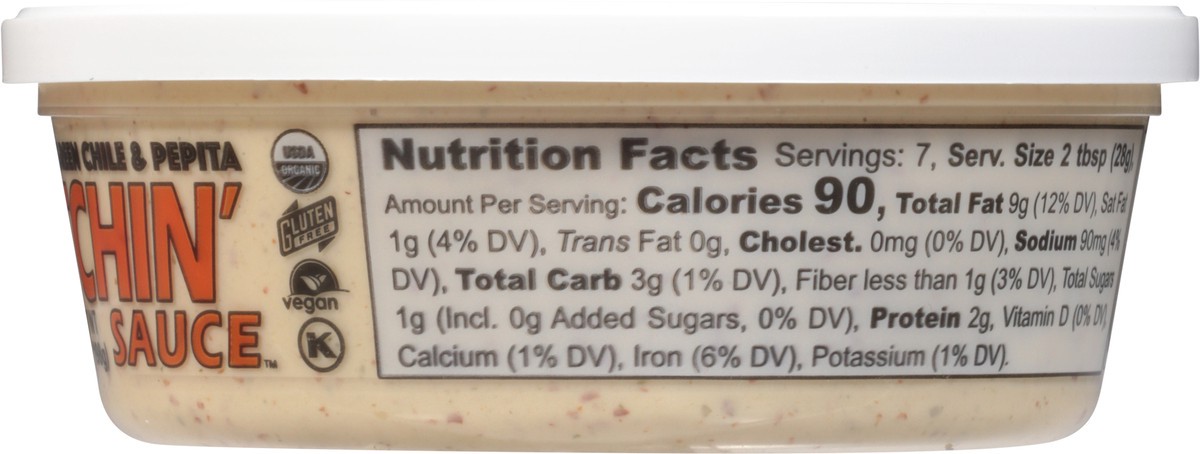 CHILE & PEPITA
CHIN'
SAUCE™
USDA
ORGANIC
GLUTEN
FREE
vegan
K
Nutrition Facts Servings: 7, Serv. Size 2 tbsp (28g),
Amount Per Serving: Calories 90, Total Fat 9g (12% DV), Sat Fat
1g (4% DV), Trans Fat 0g, Cholest. 0mg (0% DV), Sodium 90mg (4%
DV), Total Carb 3g (1% DV), Fiber less than 1g (3% DV), Total Sugars
1g (Incl. 0g Added Sugars, 0% DV), Protein 2g, Vitamin D (0% DV),
Calcium (1% DV), Iron (6% DV), Potassium (1% DV).